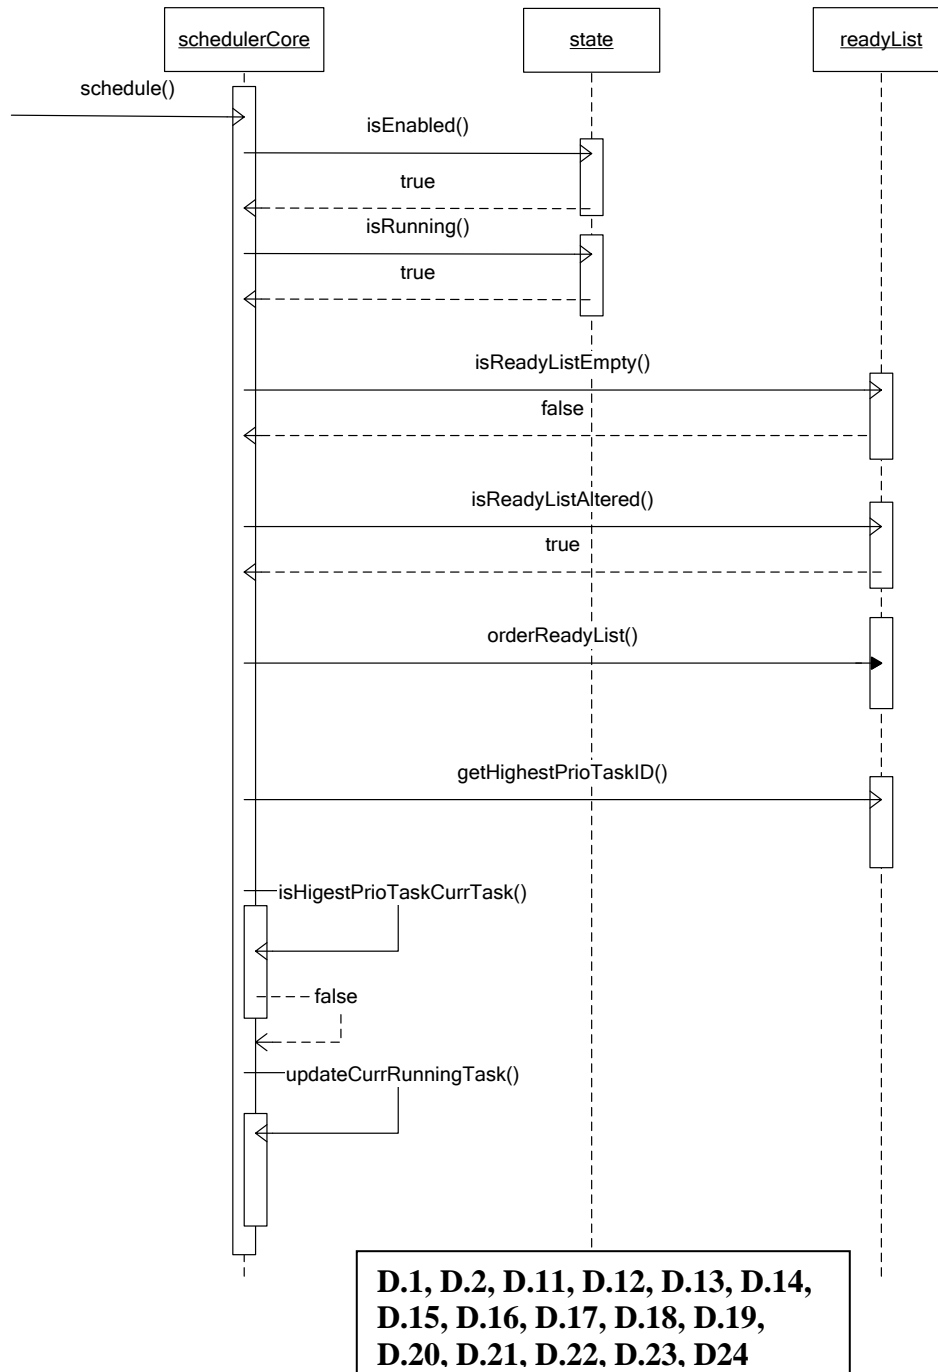 schedulerCore
state
readyList
schedule()
isEnabled()
true
isRunning()
true
isReadyListEmpty()
false
isReadyListAltered()
true
orderReadyList()
getHighestPrioTaskID()
isHigestPrioTaskCurrTask()
false
updateCurrRunningTask()
D.1, D.2, D.11, D.12, D.13, D.14,
D.15, D.16, D.17, D.18, D.19,
D.20, D.21, D.22, D.23, D24